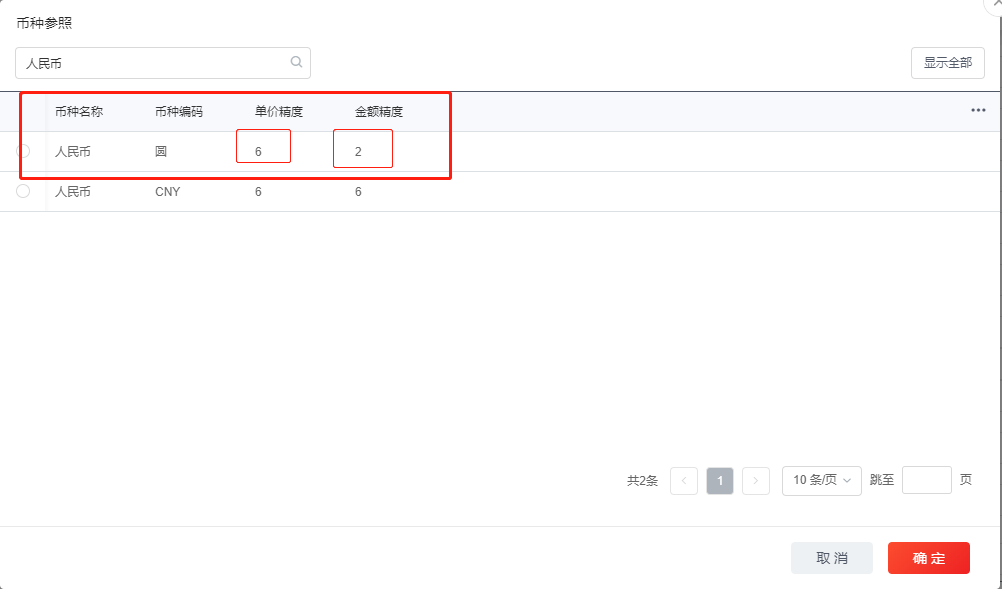 币种参照
人民币
显示全部
币种名称 币种编码 单价精度 金额精度
人民币 圆 6 2
人民币 CNY 6 6
共2条 1 10 条/页 跳至 页
取消 确定